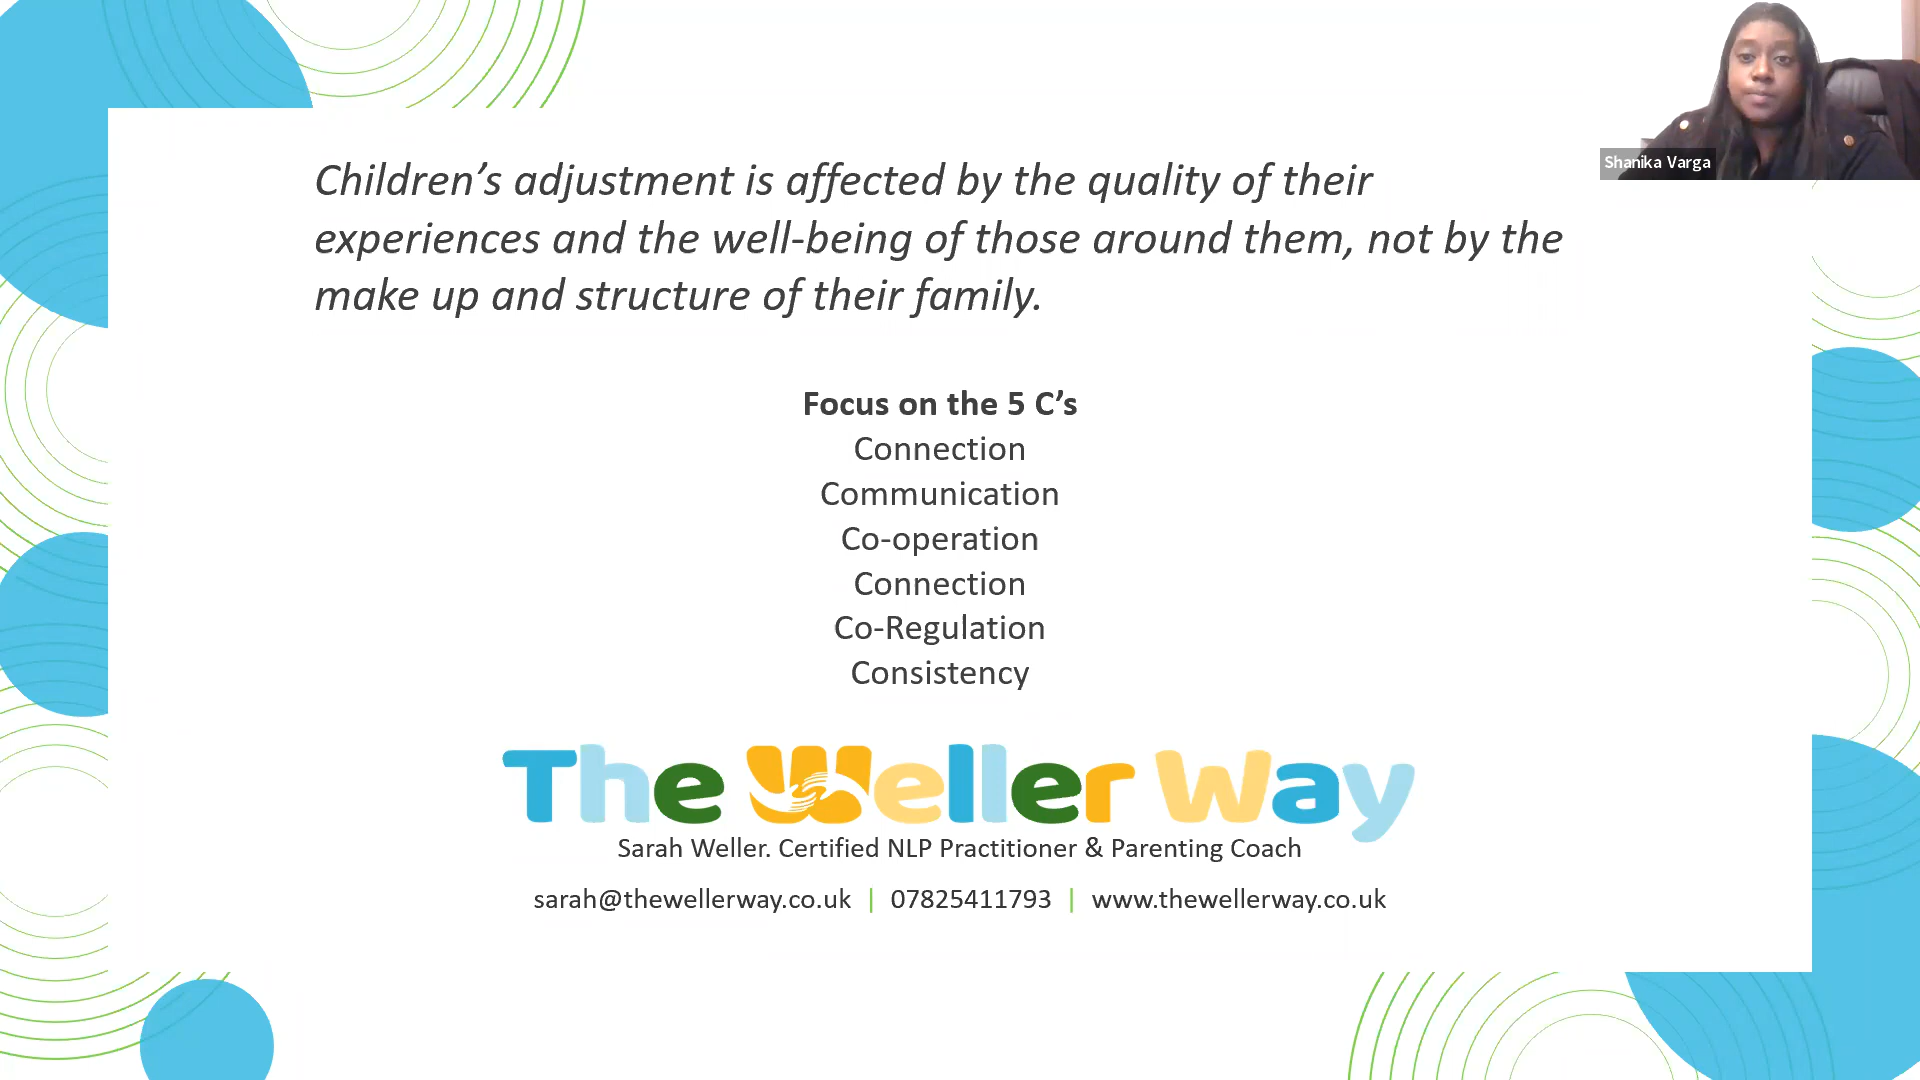 Children’s adjustment is affected by the quality of their
experiences and the well-being of those around them, not by the
make up and structure of their family.
Shanika Varga
Focus on the 5 C’s
Connection
Communication
Co-operation
Connection
Co-Regulation
Consistency
The Weller Way
Sarah Weller. Certified NLP Practitioner & Parenting Coach
sarah@thewellerway.co.uk | 07825411793 | www.thewellerway.co.uk